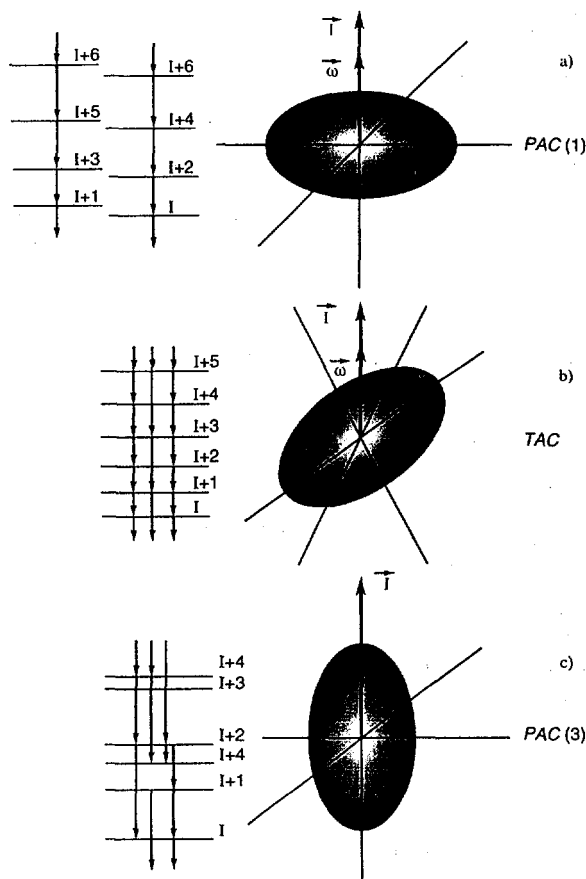 I+6
I+6
I+5
I+4
I+3
I+2
I+1
I
I
ω
a)
PAC (1)
I+5
I+4
I+3
I+2
I+1
I
I
ω
b)
TAC
I+4
I+3
I+2
I+4
I+1
I
I
c)
PAC (3)